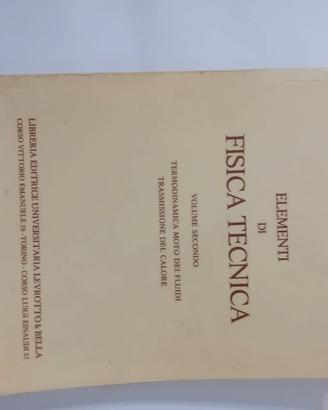 ELEMENTI
DI
FISICA TECNICA
VOLUME SECONDO
TERMODINAMICA MOTO DEI FLUIDI
TRASMISSIONE DEL CALORE
LIBRERIA EDITRICE UNIVERSITARIA LEVROTTO & BELLA
CORSO VITTORIO EMANUELE 28 - TORINO - CORSO LUIGI EINAUDI 57